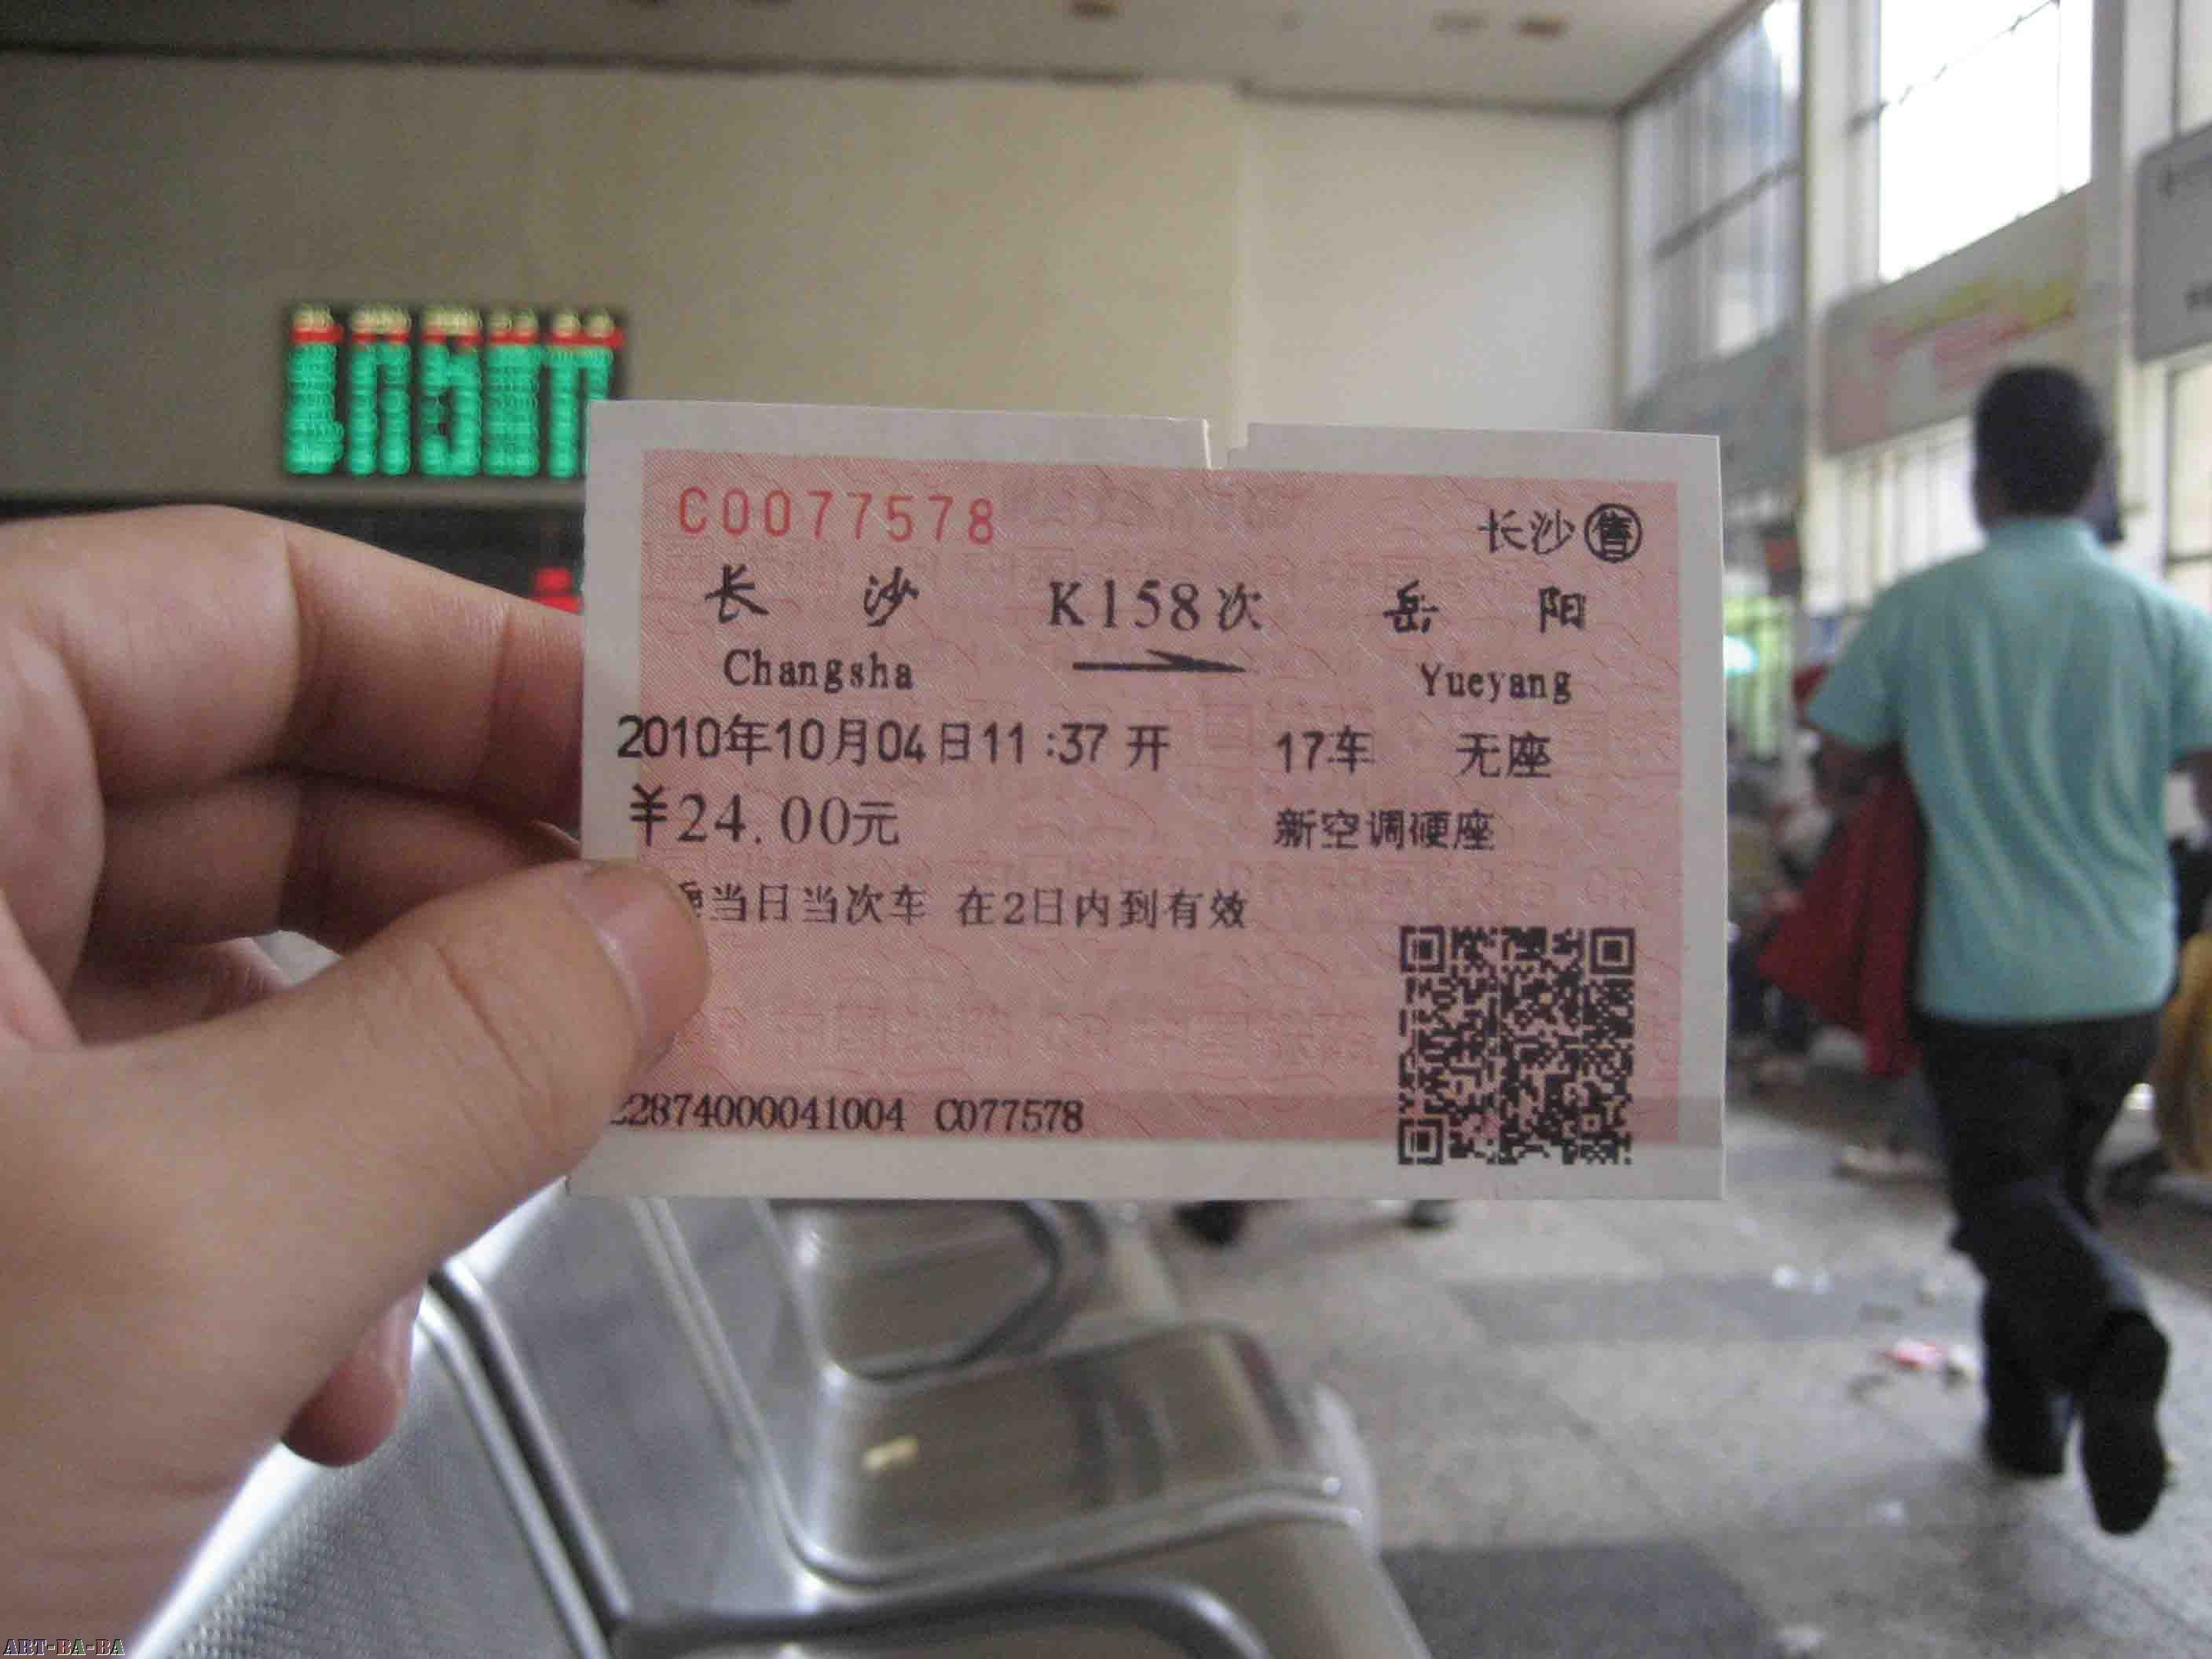 C0077578
长沙 售
长沙 K158次 岳阳
Changsha Yueyang
2010年10月04日11:37开 17车 无座
¥24.00元
新空调硬座
当日当次车 在2日内到有效
22874000041004 C077578
ART-BA-BA